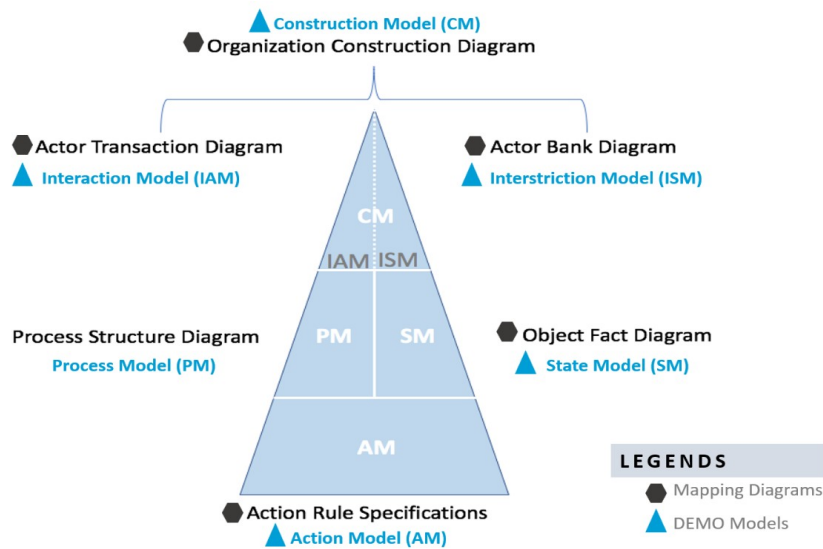 Construction Model (CM)
Organization Construction Diagram
Actor Transaction Diagram
Interaction Model (IAM)
Actor Bank Diagram
Interstriction Model (ISM)
CM
IAM ISM
Process Structure Diagram
Process Model (PM)
PM SM
Object Fact Diagram
State Model (SM)
AM
Action Rule Specifications
Action Model (AM)
LEGENDS
Mapping Diagrams
DEMO Models